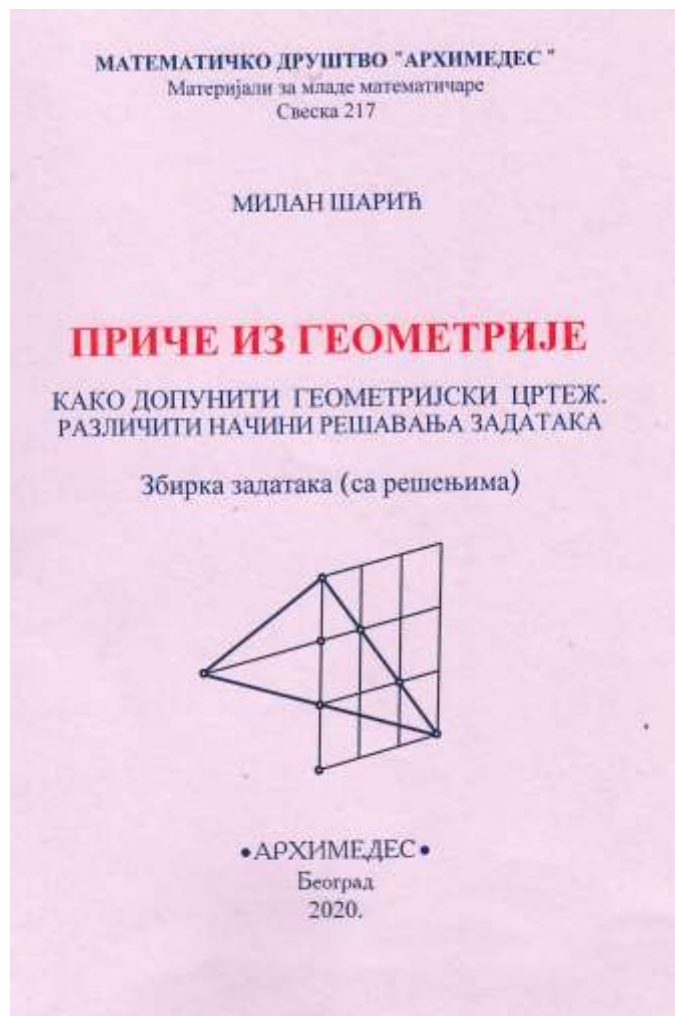 МАТЕМАТИЧКО ДРУШТВО "АРХИМЕДЕС "
Материјали за младе математичаре
Свеска 217
МИЛАН ШАРИЋ
ПРИЧЕ ИЗ ГЕОМЕТРИЈЕ
КАКО ДОПУНИТИ ГЕОМЕТРИЈСКИ ЦРТЕЖ.
РАЗЛИЧИТИ НАЧИНИ РЕШАВАЊА ЗАДАТАКА
Збирка задатака (са решењима)
•АРХИМЕДЕС•
Београд
2020.